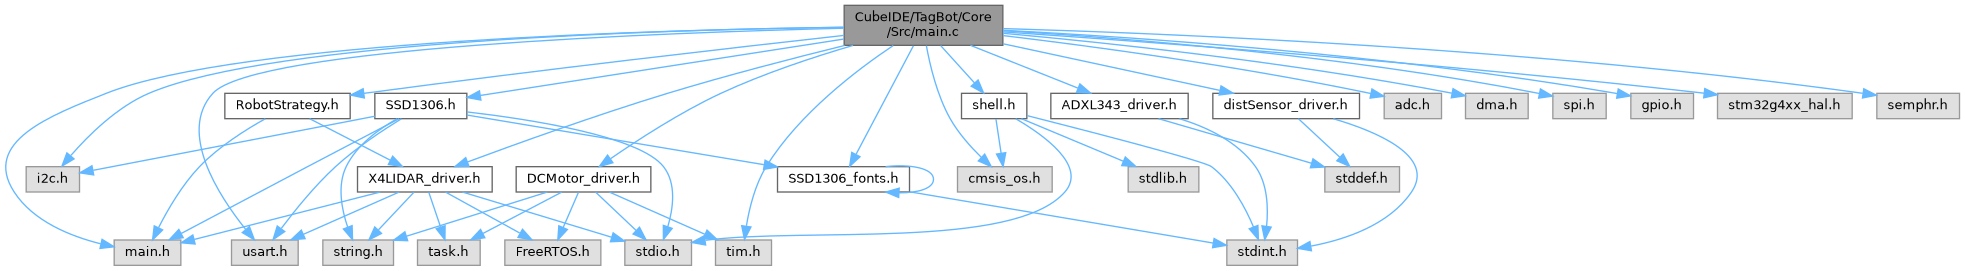 CubeIDE/TagBot/Core
/Src/main.c
RobotStrategy.h
SSD1306.h
shell.h
ADXL343_driver.h
distSensor_driver.h
adc.h
dma.h
spi.h
gpio.h
stm32g4xx_hal.h
semphr.h
i2c.h
X4LIDAR_driver.h
DCMotor_driver.h
SSD1306_fonts.h
cmsis_os.h
stdlib.h
stddef.h
main.h
usart.h
string.h
task.h
FreeRTOS.h
stdio.h
tim.h
stdint.h